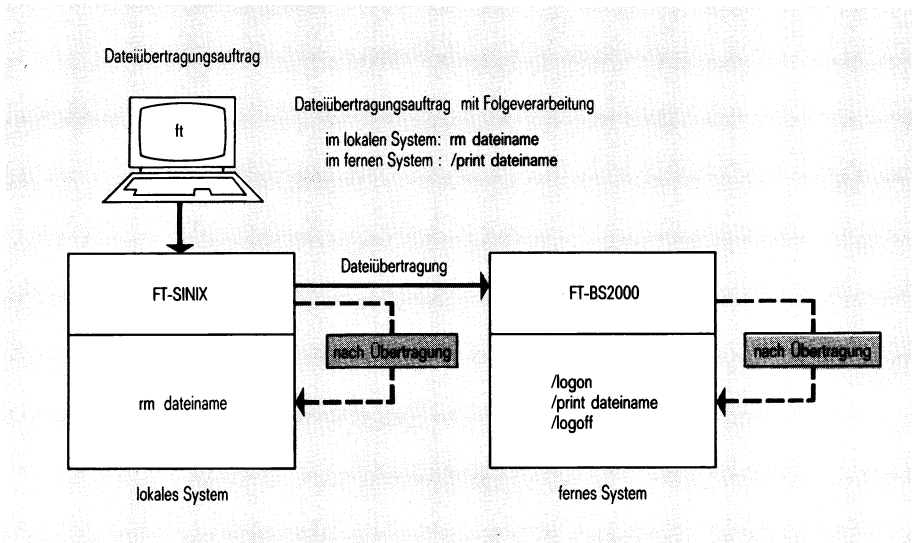 Dateiübertragungsauftrag
ft
Dateiübertragungsauftrag mit Folgeverarbeitung
im lokalen System: rm dateiname
im fernen System : /print dateiname
Dateiübertragung
FT-SINIX
FT-BS2000
nach Übertragung
nach Übertragung
rm dateiname
/logon
/print dateiname
/logoff
lokales System
fernes System